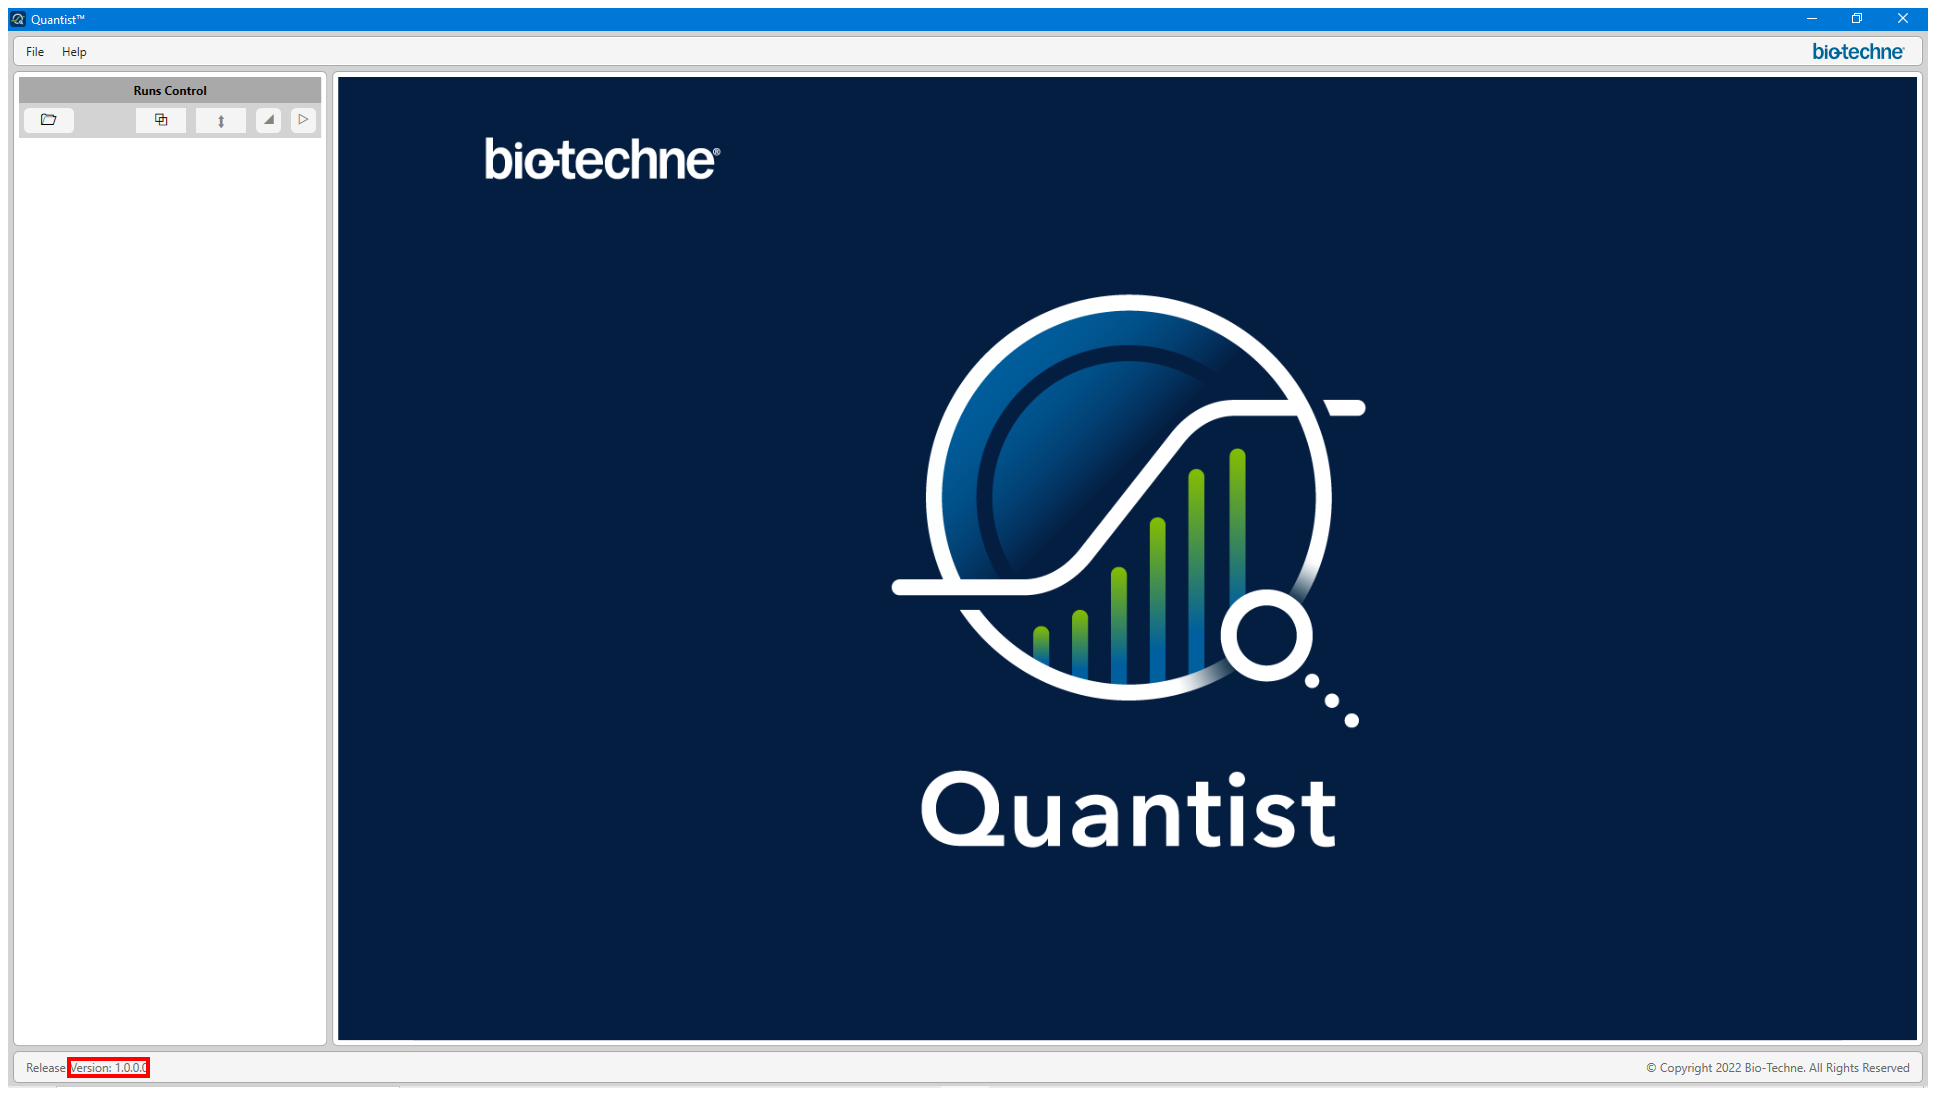 Quantist™
File Help
bio-techne®
Runs Control
bio-techne®
Quantist
Release Version: 1.0.0.0
© Copyright 2022 Bio-Techne. All Rights Reserved